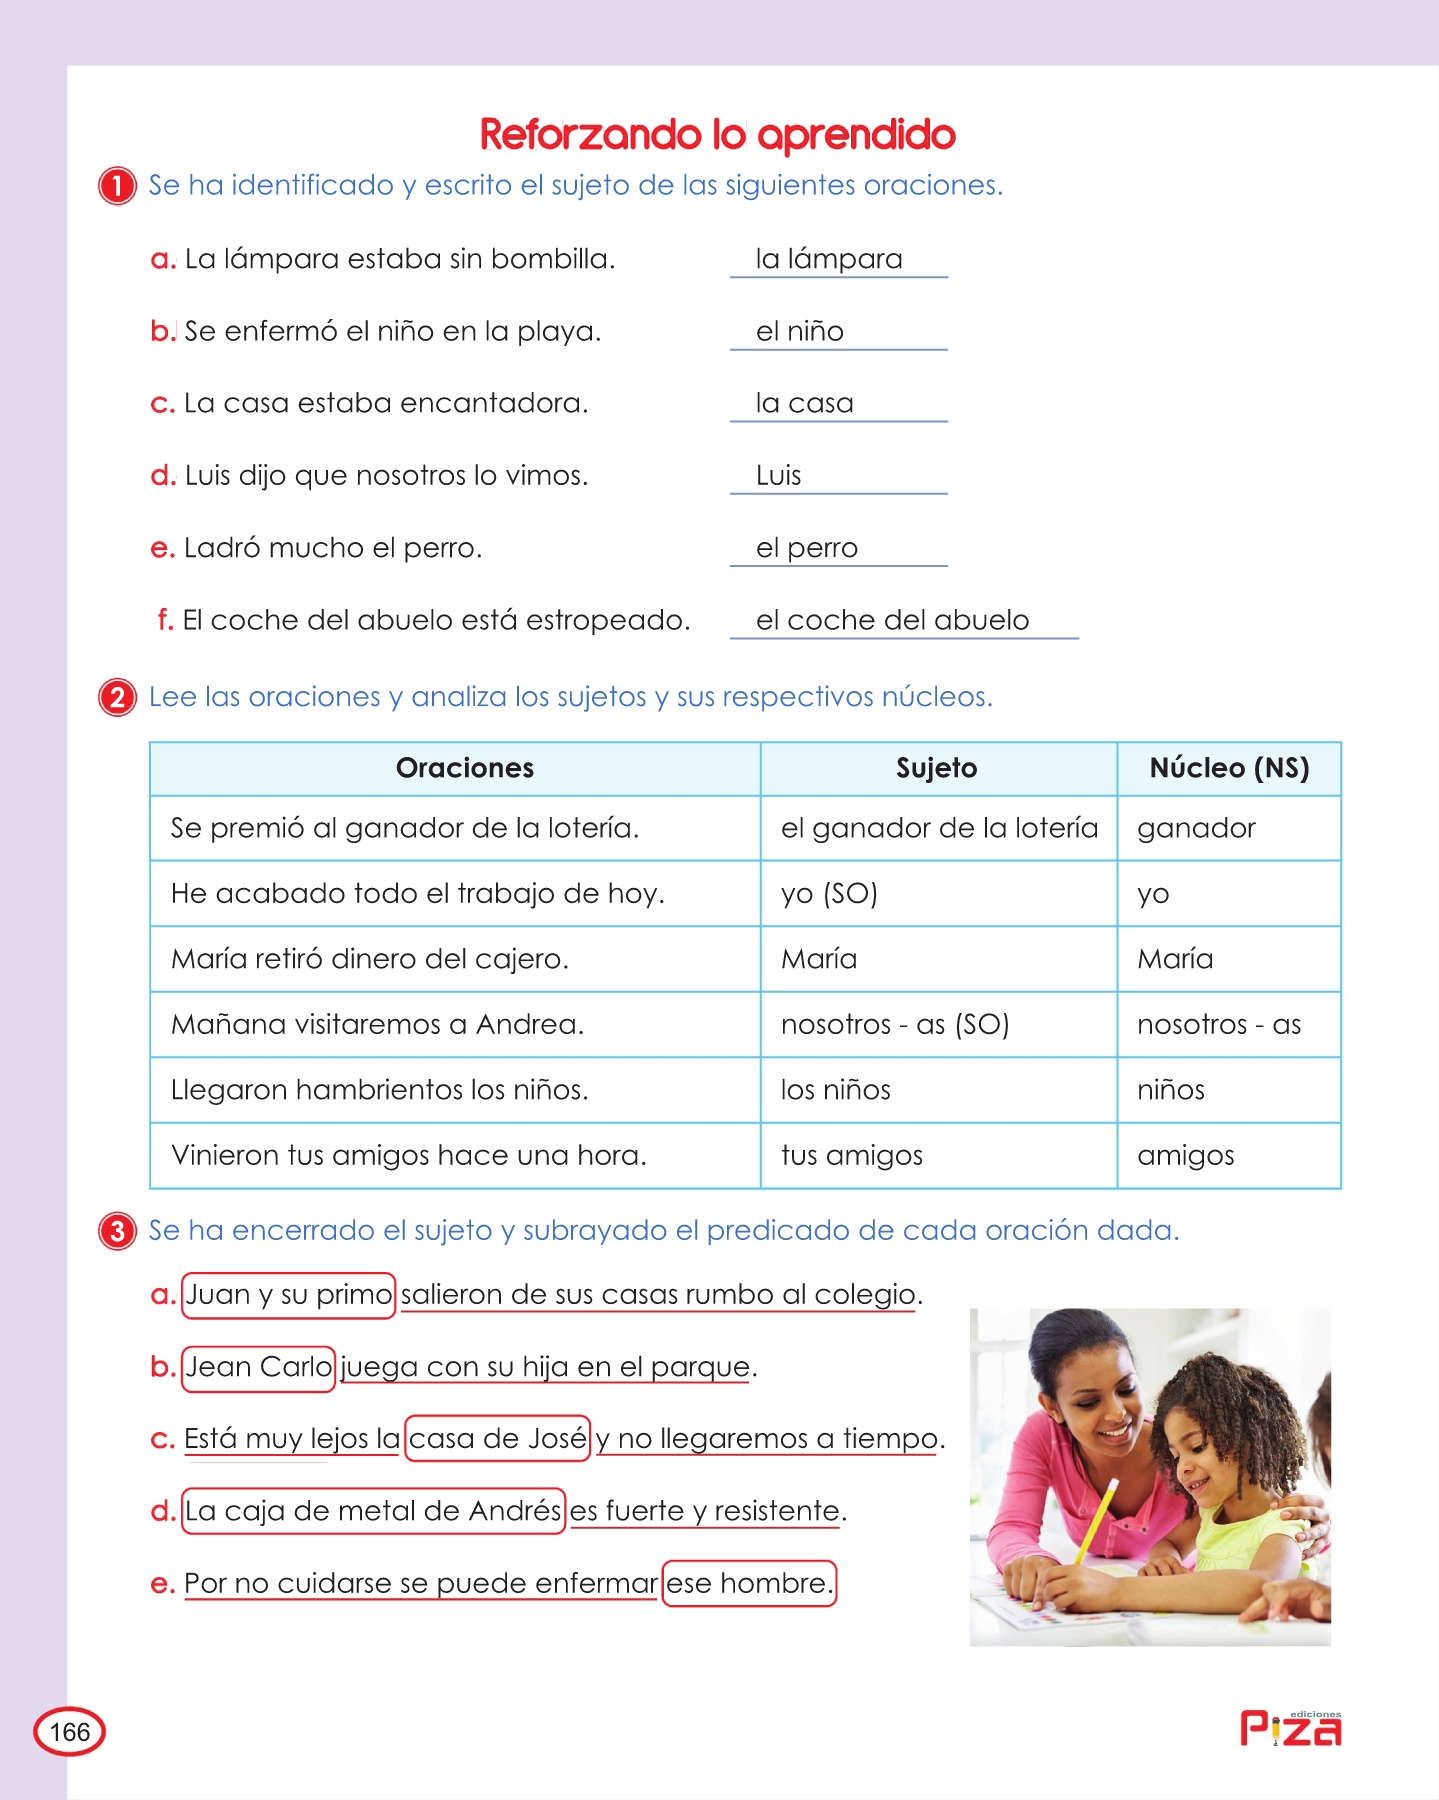 Reforzando lo aprendido
1 Se ha identificado y escrito el sujeto de las siguientes oraciones.
a. La lámpara estaba sin bombilla. la lámpara
b. Se enfermó el niño en la playa. el niño
c. La casa estaba encantadora. la casa
d. Luis dijo que nosotros lo vimos. Luis
e. Ladró mucho el perro. el perro
f. El coche del abuelo está estropeado. el coche del abuelo
2 Lee las oraciones y analiza los sujetos y sus respectivos núcleos.
Oraciones Sujeto Núcleo (NS)
Se premió al ganador de la lotería. el ganador de la lotería ganador
He acabado todo el trabajo de hoy. yo (SO) yo
María retiró dinero del cajero. María María
Mañana visitaremos a Andrea. nosotros - as (SO) nosotros - as
Llegaron hambrientos los niños. los niños niños
Vinieron tus amigos hace una hora. tus amigos amigos
3 Se ha encerrado el sujeto y subrayado el predicado de cada oración dada.
a. Juan y su primo salieron de sus casas rumbo al colegio.
b. Jean Carlo juega con su hija en el parque.
c. Está muy lejos la casa de José y no llegaremos a tiempo.
d. La caja de metal de Andrés es fuerte y resistente.
e. Por no cuidarse se puede enfermar ese hombre.
166
ediciones
Piza